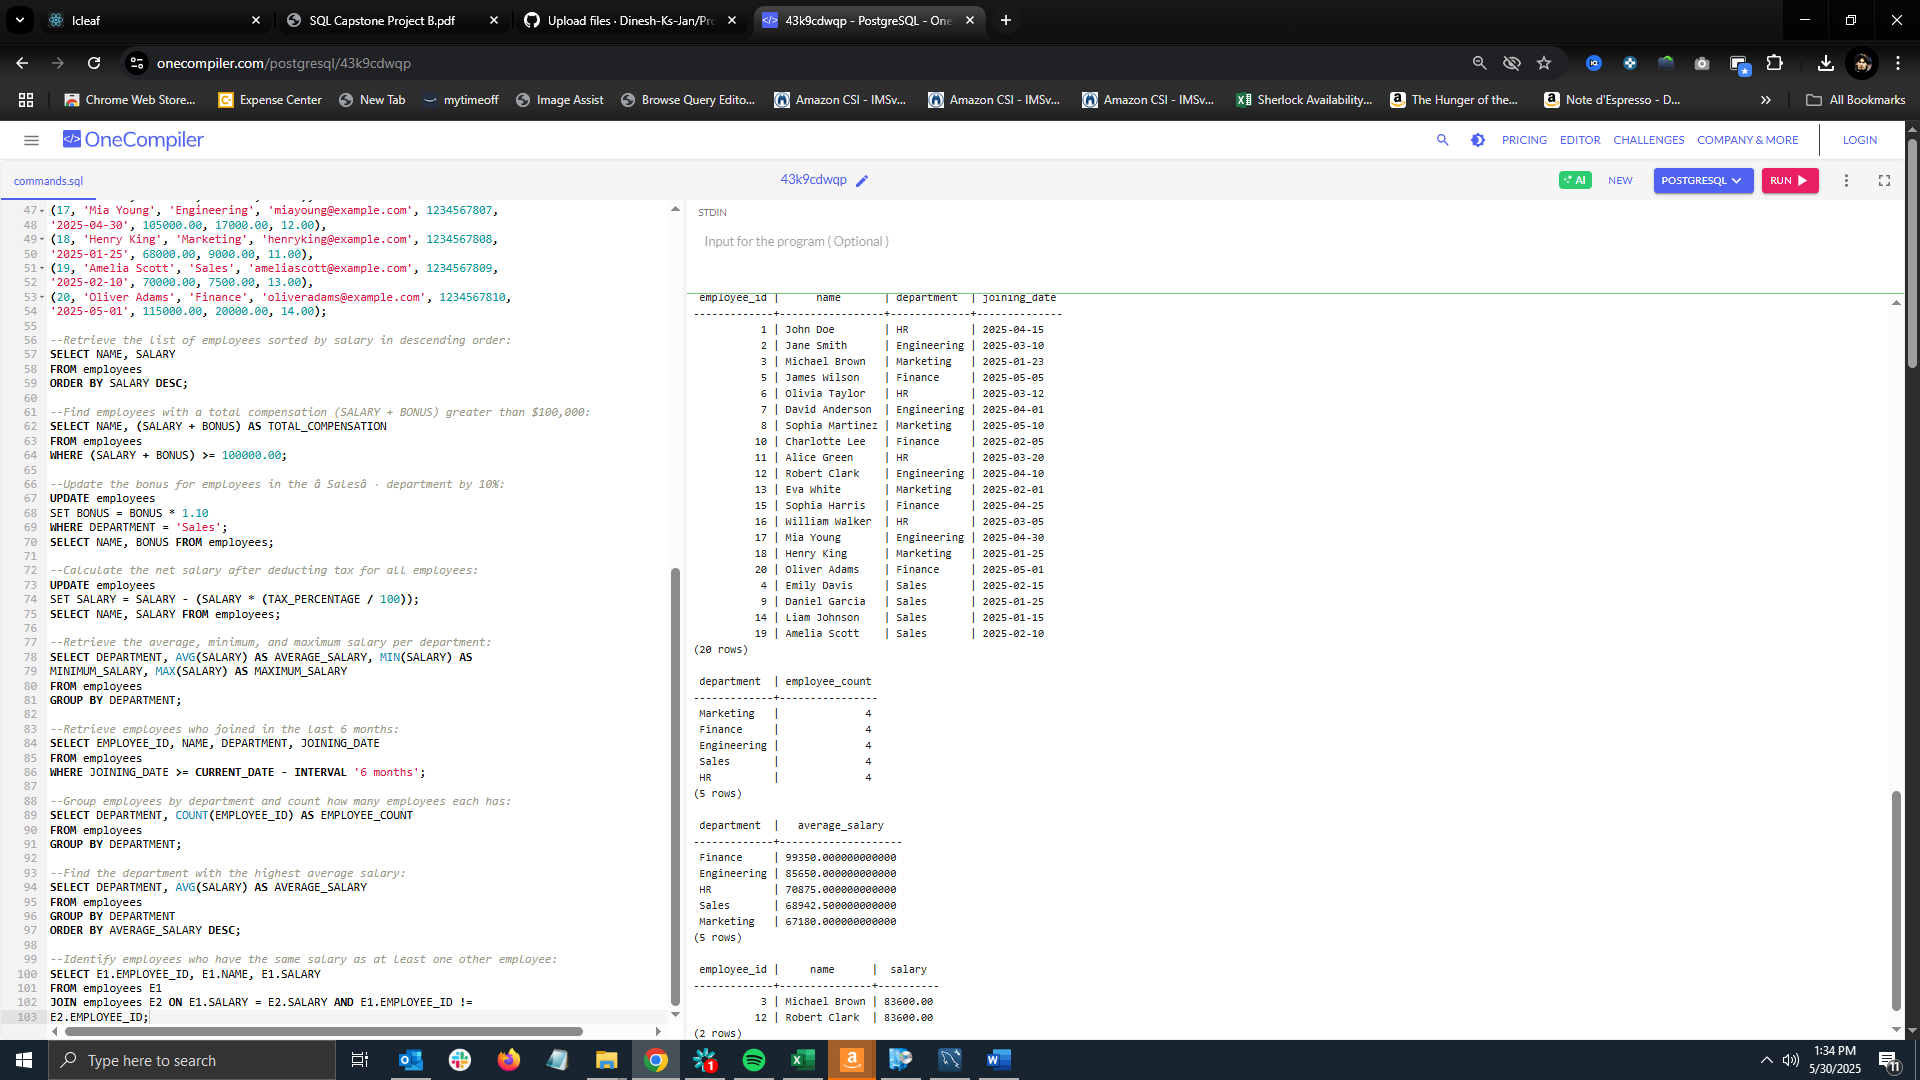 Icleaf
SQL Capstone Project B.pdf
Upload files · Dinesh-Ks-Jan/Pro
43k9cdwqp - PostgreSQL - One
onecompiler.com/postgresql/43k9cdwqp
Chrome Web Store...
Expense Center
New Tab
mytimeoff
Image Assist
Browse Query Edito...
Amazon CSI - IMSv...
Amazon CSI - IMSv...
Amazon CSI - IMSv...
Sherlock Availability...
The Hunger of the...
Note d'Espresso - D...
All Bookmarks
OneCompiler
PRICING
EDITOR
CHALLENGES
COMPANY & MORE
LOGIN
commands.sql
43k9cdwqp
AI
NEW
POSTGRESQL
RUN
47 (17, 'Mia Young', 'Engineering', 'miayoung@example.com', 1234567807,
48 '2025-04-30', 105000.00, 17000.00, 12.00),
49 (18, 'Henry King', 'Marketing', 'henryking@example.com', 1234567808,
50 '2025-01-25', 68000.00, 9000.00, 11.00),
51 (19, 'Amelia Scott', 'Sales', 'ameliascott@example.com', 1234567809,
52 '2025-02-10', 70000.00, 7500.00, 13.00),
53 (20, 'Oliver Adams', 'Finance', 'oliveradams@example.com', 1234567810,
54 '2025-05-01', 115000.00, 20000.00, 14.00);
55
56 --Retrieve the list of employees sorted by salary in descending order:
57 SELECT NAME, SALARY
58 FROM employees
59 ORDER BY SALARY DESC;
60
61 --Find employees with a total compensation (SALARY + BONUS) greater than $100,000:
62 SELECT NAME, (SALARY + BONUS) AS TOTAL_COMPENSATION
63 FROM employees
64 WHERE (SALARY + BONUS) >= 100000.00;
65
66 --Update the bonus for employees in the â Salesâ · department by 10%:
67 UPDATE employees
68 SET BONUS = BONUS * 1.10
69 WHERE DEPARTMENT = 'Sales';
70 SELECT NAME, BONUS FROM employees;
71
72 --Calculate the net salary after deducting tax for all employees:
73 UPDATE employees
74 SET SALARY = SALARY - (SALARY * (TAX_PERCENTAGE / 100));
75 SELECT NAME, SALARY FROM employees;
76
77 --Retrieve the average, minimum, and maximum salary per department:
78 SELECT DEPARTMENT, AVG(SALARY) AS AVERAGE_SALARY, MIN(SALARY) AS
79 MINIMUM_SALARY, MAX(SALARY) AS MAXIMUM_SALARY
80 FROM employees
81 GROUP BY DEPARTMENT;
82
83 --Retrieve employees who joined in the last 6 months:
84 SELECT EMPLOYEE_ID, NAME, DEPARTMENT, JOINING_DATE
85 FROM employees
86 WHERE JOINING_DATE >= CURRENT_DATE - INTERVAL '6 months';
87
88 --Group employees by department and count how many employees each has:
89 SELECT DEPARTMENT, COUNT(EMPLOYEE_ID) AS EMPLOYEE_COUNT
90 FROM employees
91 GROUP BY DEPARTMENT;
92
93 --Find the department with the highest average salary:
94 SELECT DEPARTMENT, AVG(SALARY) AS AVERAGE_SALARY
95 FROM employees
96 GROUP BY DEPARTMENT
97 ORDER BY AVERAGE_SALARY DESC;
98
99 --Identify employees who have the same salary as at least one other employee:
100 SELECT E1.EMPLOYEE_ID, E1.NAME, E1.SALARY
101 FROM employees E1
102 JOIN employees E2 ON E1.SALARY = E2.SALARY AND E1.EMPLOYEE_ID !=
103 E2.EMPLOYEE_ID;
STDIN
Input for the program ( Optional )
employee_id | name | department | joining_date
-------------+-----------------+-------------+--------------
1 | John Doe | HR | 2025-04-15
2 | Jane Smith | Engineering | 2025-03-10
3 | Michael Brown | Marketing | 2025-01-23
5 | James Wilson | Finance | 2025-05-05
6 | Olivia Taylor | HR | 2025-03-12
7 | David Anderson | Engineering | 2025-04-01
8 | Sophia Martinez | Marketing | 2025-05-10
10 | Charlotte Lee | Finance | 2025-02-05
11 | Alice Green | HR | 2025-03-20
12 | Robert Clark | Engineering | 2025-04-10
13 | Eva White | Marketing | 2025-02-01
15 | Sophia Harris | Finance | 2025-04-25
16 | William Walker | HR | 2025-03-05
17 | Mia Young | Engineering | 2025-04-30
18 | Henry King | Marketing | 2025-01-25
20 | Oliver Adams | Finance | 2025-05-01
4 | Emily Davis | Sales | 2025-02-15
9 | Daniel Garcia | Sales | 2025-01-25
14 | Liam Johnson | Sales | 2025-01-15
19 | Amelia Scott | Sales | 2025-02-10
(20 rows)
department | employee_count
-------------+----------------
Marketing | 4
Finance | 4
Engineering | 4
Sales | 4
HR | 4
(5 rows)
department | average_salary
-------------+--------------------
Finance | 99350.000000000000
Engineering | 85650.000000000000
HR | 70875.000000000000
Sales | 68942.500000000000
Marketing | 67180.000000000000
(5 rows)
employee_id | name | salary
-------------+---------------+----------
3 | Michael Brown | 83600.00
12 | Robert Clark | 83600.00
(2 rows)
Type here to search
1
1:34 PM
5/30/2025
11